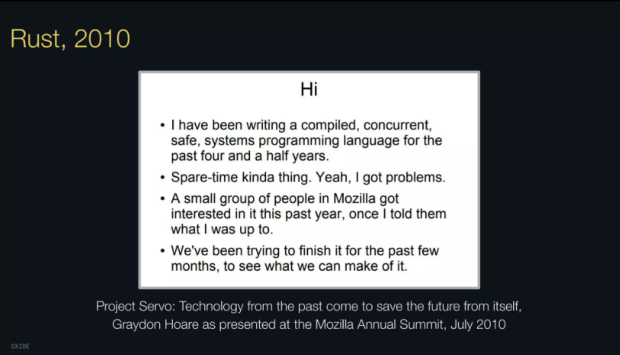 Rust, 2010
Hi
• I have been writing a compiled, concurrent,
safe, systems programming language for the
past four and a half years.
• Spare-time kinda thing. Yeah, I got problems.
• A small group of people in Mozilla got
interested in it this past year, once I told them
what I was up to.
• We've been trying to finish it for the past few
months, to see what we can make of it.
Project Servo: Technology from the past come to save the future from itself,
Graydon Hoare as presented at the Mozilla Annual Summit, July 2010
OXIDE